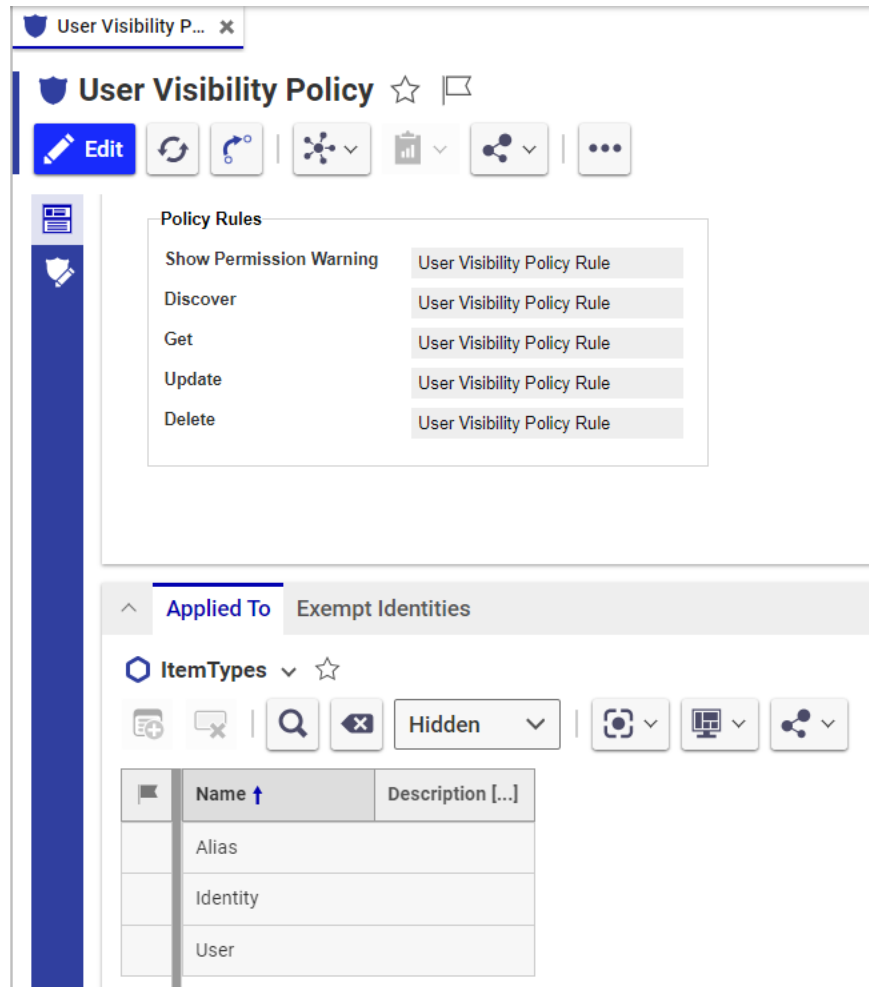 User Visibility P...
User Visibility Policy
Edit
Policy Rules
Show Permission Warning User Visibility Policy Rule
Discover User Visibility Policy Rule
Get User Visibility Policy Rule
Update User Visibility Policy Rule
Delete User Visibility Policy Rule
Applied To Exempt Identities
ItemTypes
Hidden
Name Description [...]
Alias
Identity
User